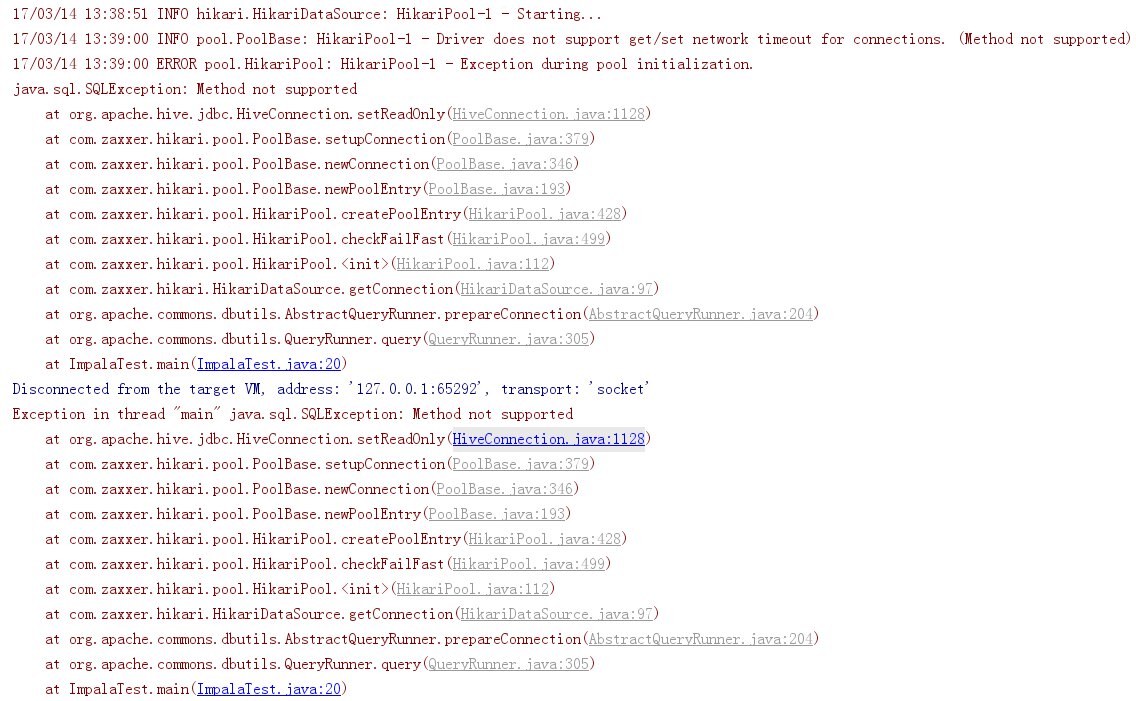 17/03/14 13:38:51 INFO hikari.HikariDataSource: HikariPool-1 - Starting...
17/03/14 13:39:00 INFO pool.PoolBase: HikariPool-1 - Driver does not support get/set network timeout for connections. (Method not supported)
17/03/14 13:39:00 ERROR pool.HikariPool: HikariPool-1 - Exception during pool initialization.
java.sql.SQLException: Method not supported
    at org.apache.hive.jdbc.HiveConnection.setReadOnly(HiveConnection.java:1128)
    at com.zaxxer.hikari.pool.PoolBase.setupConnection(PoolBase.java:379)
    at com.zaxxer.hikari.pool.PoolBase.newConnection(PoolBase.java:346)
    at com.zaxxer.hikari.pool.PoolBase.newPoolEntry(PoolBase.java:193)
    at com.zaxxer.hikari.pool.HikariPool.createPoolEntry(HikariPool.java:428)
    at com.zaxxer.hikari.pool.HikariPool.checkFailFast(HikariPool.java:499)
    at com.zaxxer.hikari.pool.HikariPool.<init>(HikariPool.java:112)
    at com.zaxxer.hikari.HikariDataSource.getConnection(HikariDataSource.java:97)
    at org.apache.commons.dbutils.AbstractQueryRunner.prepareConnection(AbstractQueryRunner.java:204)
    at org.apache.commons.dbutils.QueryRunner.query(QueryRunner.java:305)
    at ImpalaTest.main(ImpalaTest.java:20)
Disconnected from the target VM, address: '127.0.0.1:65292', transport: 'socket'
Exception in thread "main" java.sql.SQLException: Method not supported
    at org.apache.hive.jdbc.HiveConnection.setReadOnly(HiveConnection.java:1128)
    at com.zaxxer.hikari.pool.PoolBase.setupConnection(PoolBase.java:379)
    at com.zaxxer.hikari.pool.PoolBase.newConnection(PoolBase.java:346)
    at com.zaxxer.hikari.pool.PoolBase.newPoolEntry(PoolBase.java:193)
    at com.zaxxer.hikari.pool.HikariPool.createPoolEntry(HikariPool.java:428)
    at com.zaxxer.hikari.pool.HikariPool.checkFailFast(HikariPool.java:499)
    at com.zaxxer.hikari.pool.HikariPool.<init>(HikariPool.java:112)
    at com.zaxxer.hikari.HikariDataSource.getConnection(HikariDataSource.java:97)
    at org.apache.commons.dbutils.AbstractQueryRunner.prepareConnection(AbstractQueryRunner.java:204)
    at org.apache.commons.dbutils.QueryRunner.query(QueryRunner.java:305)
    at ImpalaTest.main(ImpalaTest.java:20)